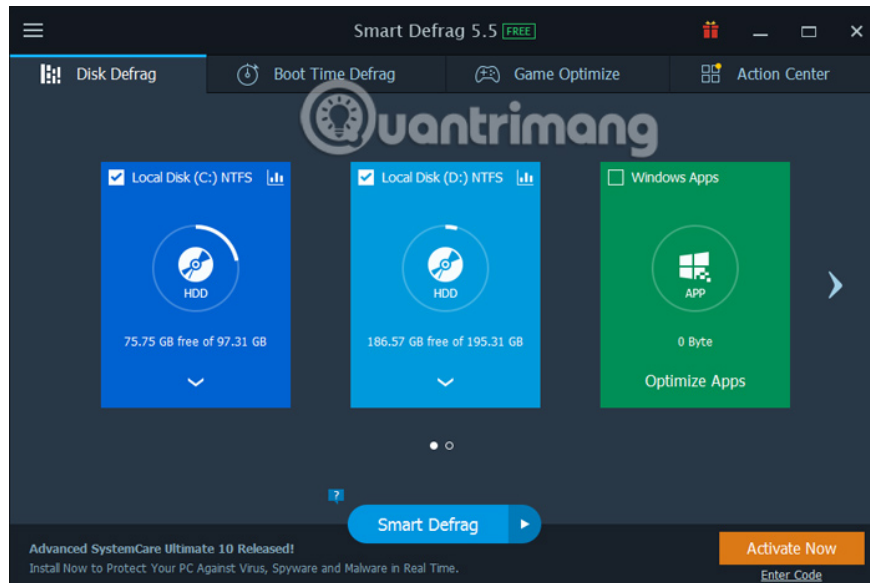 Smart Defrag 5.5 FREE
Disk Defrag
Boot Time Defrag
Game Optimize
Action Center
Quantrimang
Local Disk (C:) NTFS
Local Disk (D:) NTFS
Windows Apps
HDD
HDD
APP
75.75 GB free of 97.31 GB
186.57 GB free of 195.31 GB
0 Byte
Optimize Apps
?
Smart Defrag
Advanced SystemCare Ultimate 10 Released!
Install Now to Protect Your PC Against Virus, Spyware and Malware in Real Time.
Activate Now
Enter Code